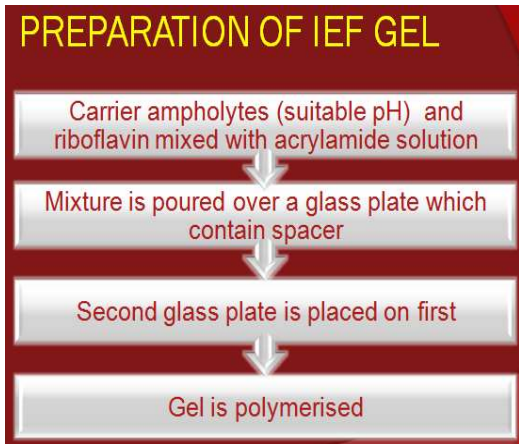 PREPARATION OF IEF GEL
Carrier ampholytes (suitable pH) and
riboflavin mixed with acrylamide solution
Mixture is poured over a glass plate which
contain spacer
Second glass plate is placed on first
Gel is polymerised